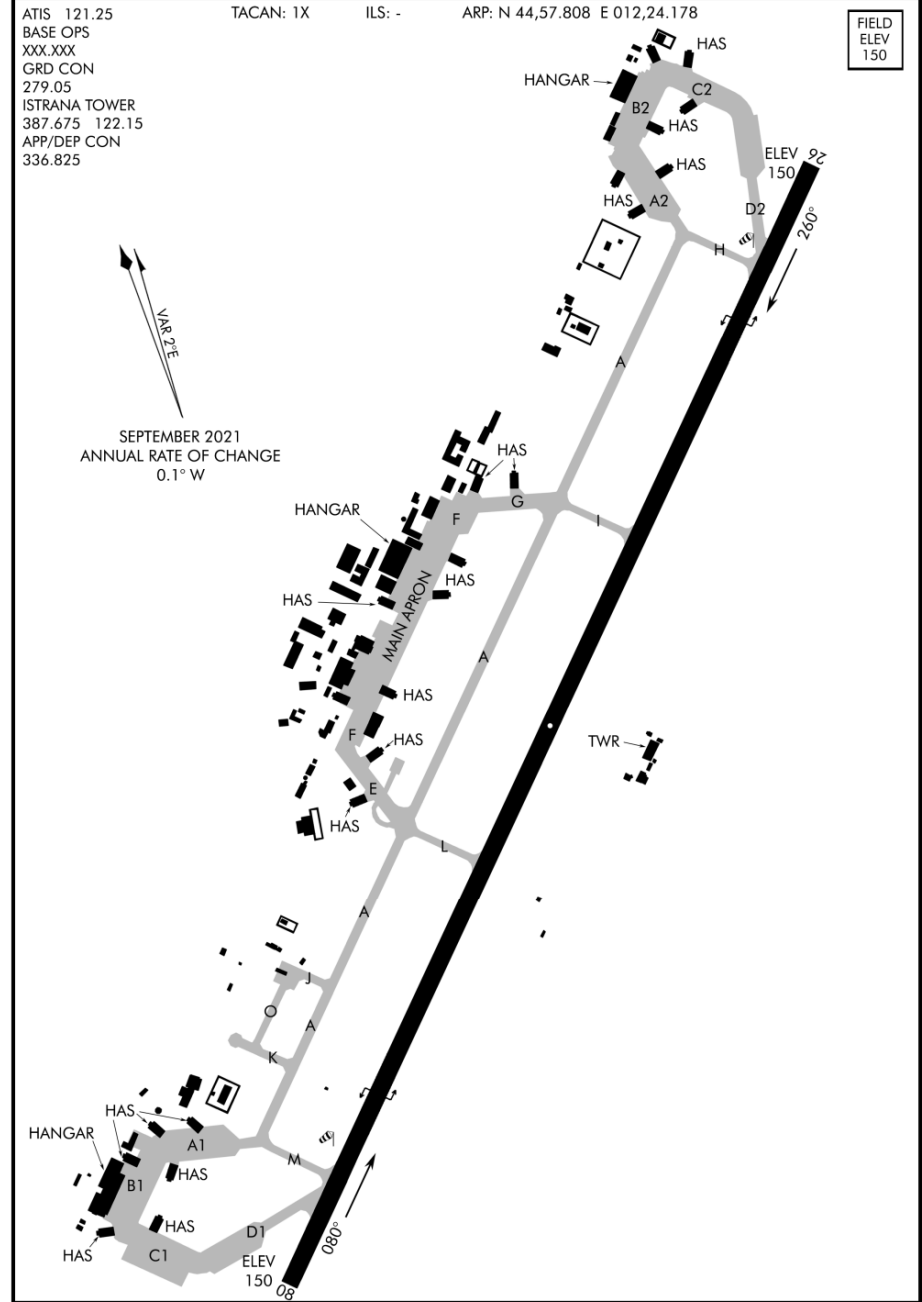 ATIS 121.25
TACAN: 1X
ILS: -
ARP: N 44,57.808 E 012,24.178
BASE OPS
XXX.XXX
GRD CON
279.05
ISTRANA TOWER
387.675 122.15
APP/DEP CON
336.825
FIELD
ELEV
150
HAS
HANGAR
C2
B2
HAS
ELEV
150
26
HAS
HAS
A2
D2
260°
H
VAR 2°E
A
SEPTEMBER 2021
ANNUAL RATE OF CHANGE
0.1° W
HAS
G
HANGAR
F
I
HAS
HAS
MAIN APRON
A
HAS
F
HAS
TWR
E
HAS
L
A
J
O
A
K
HAS
HANGAR
A1
M
B1
HAS
HAS
D1
080°
HAS
C1
ELEV
150
08